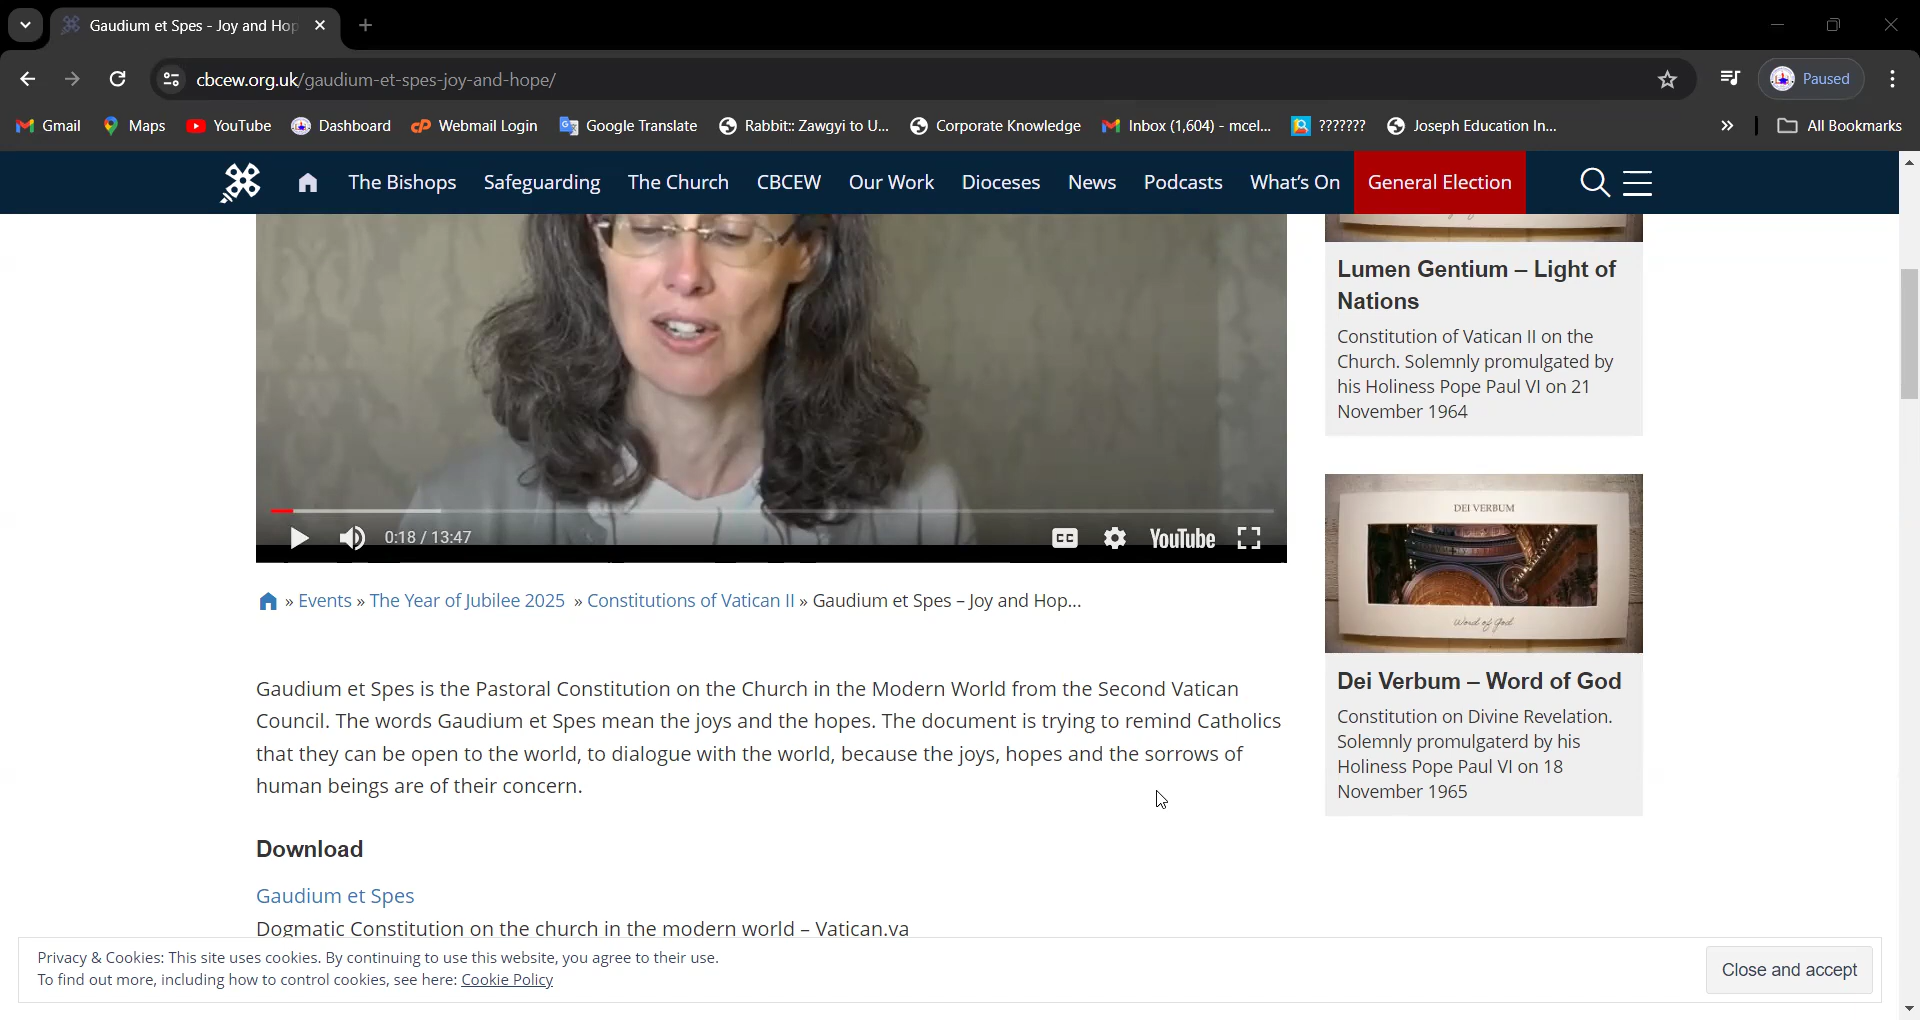 Gaudium et Spes - Joy and Hop
cbcew.org.uk/gaudium-et-spes-joy-and-hope/
Paused
Gmail
Maps
YouTube
Dashboard
Webmail Login
Google Translate
Rabbit:: Zawgyi to U...
Corporate Knowledge
Inbox (1,604) - mcel...
???????
Joseph Education In...
»
All Bookmarks
The Bishops
Safeguarding
The Church
CBCEW
Our Work
Dioceses
News
Podcasts
What's On
General Election
0:18 / 13:47
CC
YouTube
» Events » The Year of Jubilee 2025 » Constitutions of Vatican II » Gaudium et Spes – Joy and Hop...
Gaudium et Spes is the Pastoral Constitution on the Church in the Modern World from the Second Vatican
Council. The words Gaudium et Spes mean the joys and the hopes. The document is trying to remind Catholics
that they can be open to the world, to dialogue with the world, because the joys, hopes and the sorrows of
human beings are of their concern.
Download
Gaudium et Spes
Dogmatic Constitution on the church in the modern world – Vatican.va
Lumen Gentium – Light of
Nations
Constitution of Vatican II on the
Church. Solemnly promulgated by
his Holiness Pope Paul VI on 21
November 1964
DEI VERBUM
Word of God
Dei Verbum – Word of God
Constitution on Divine Revelation.
Solemnly promulgaterd by his
Holiness Pope Paul VI on 18
November 1965
Privacy & Cookies: This site uses cookies. By continuing to use this website, you agree to their use.
To find out more, including how to control cookies, see here: Cookie Policy
Close and accept